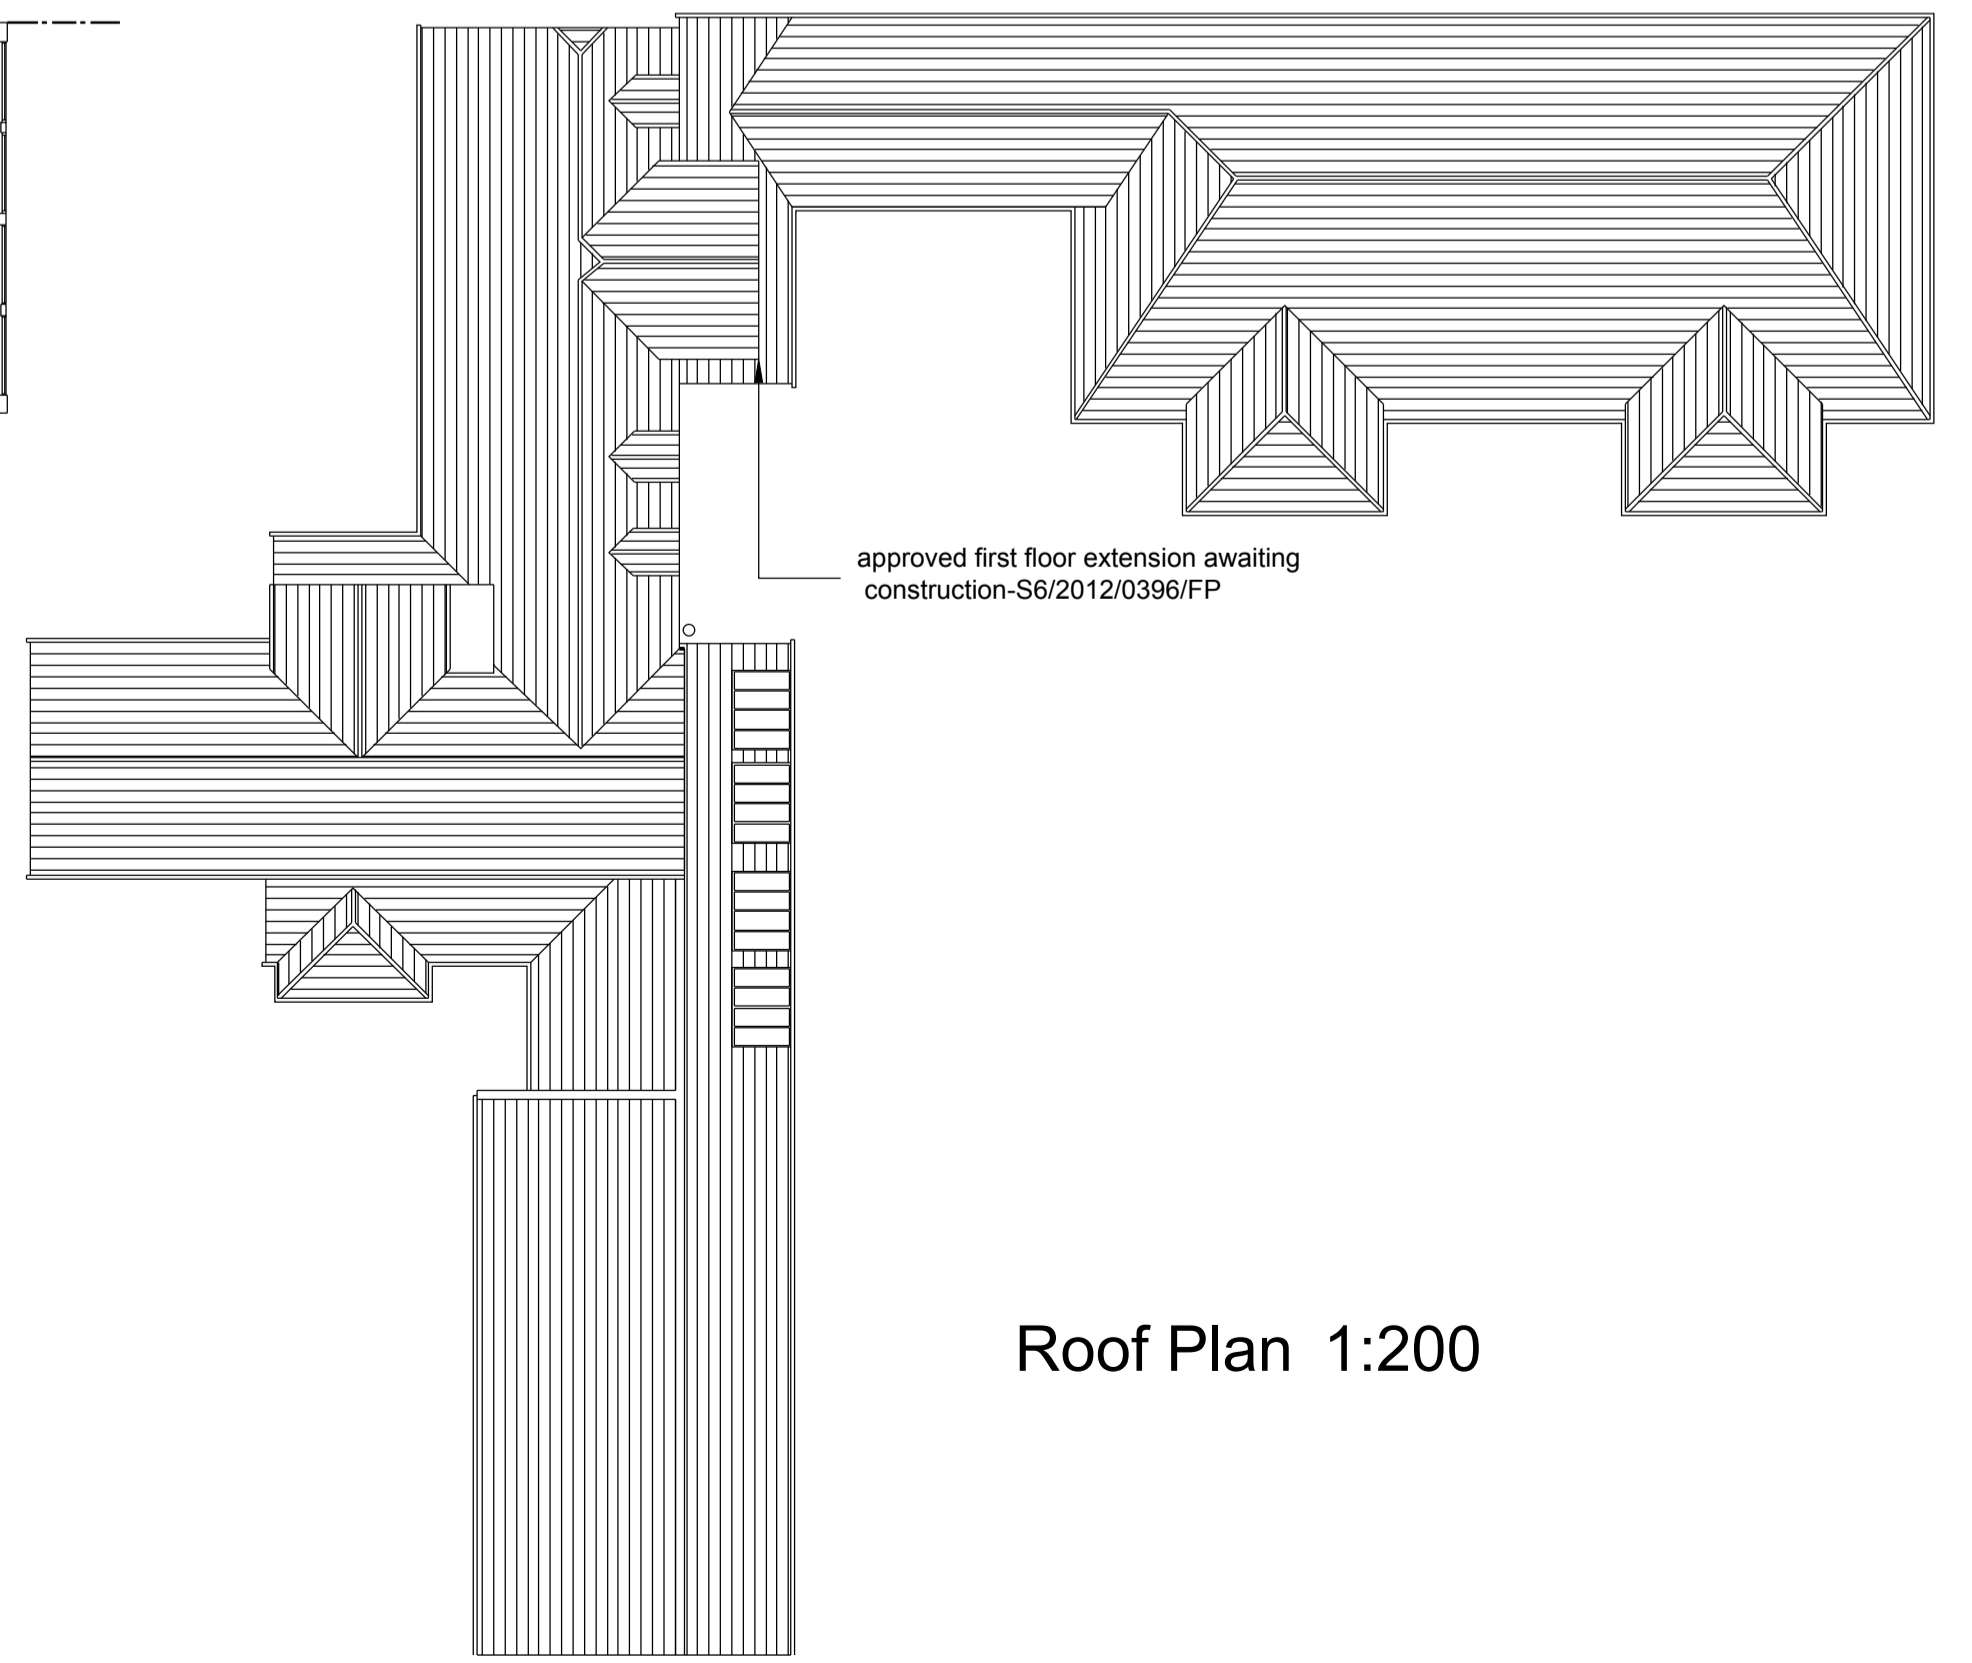 approved first floor extension awaiting
construction-S6/2012/0396/FP
Roof Plan 1:200